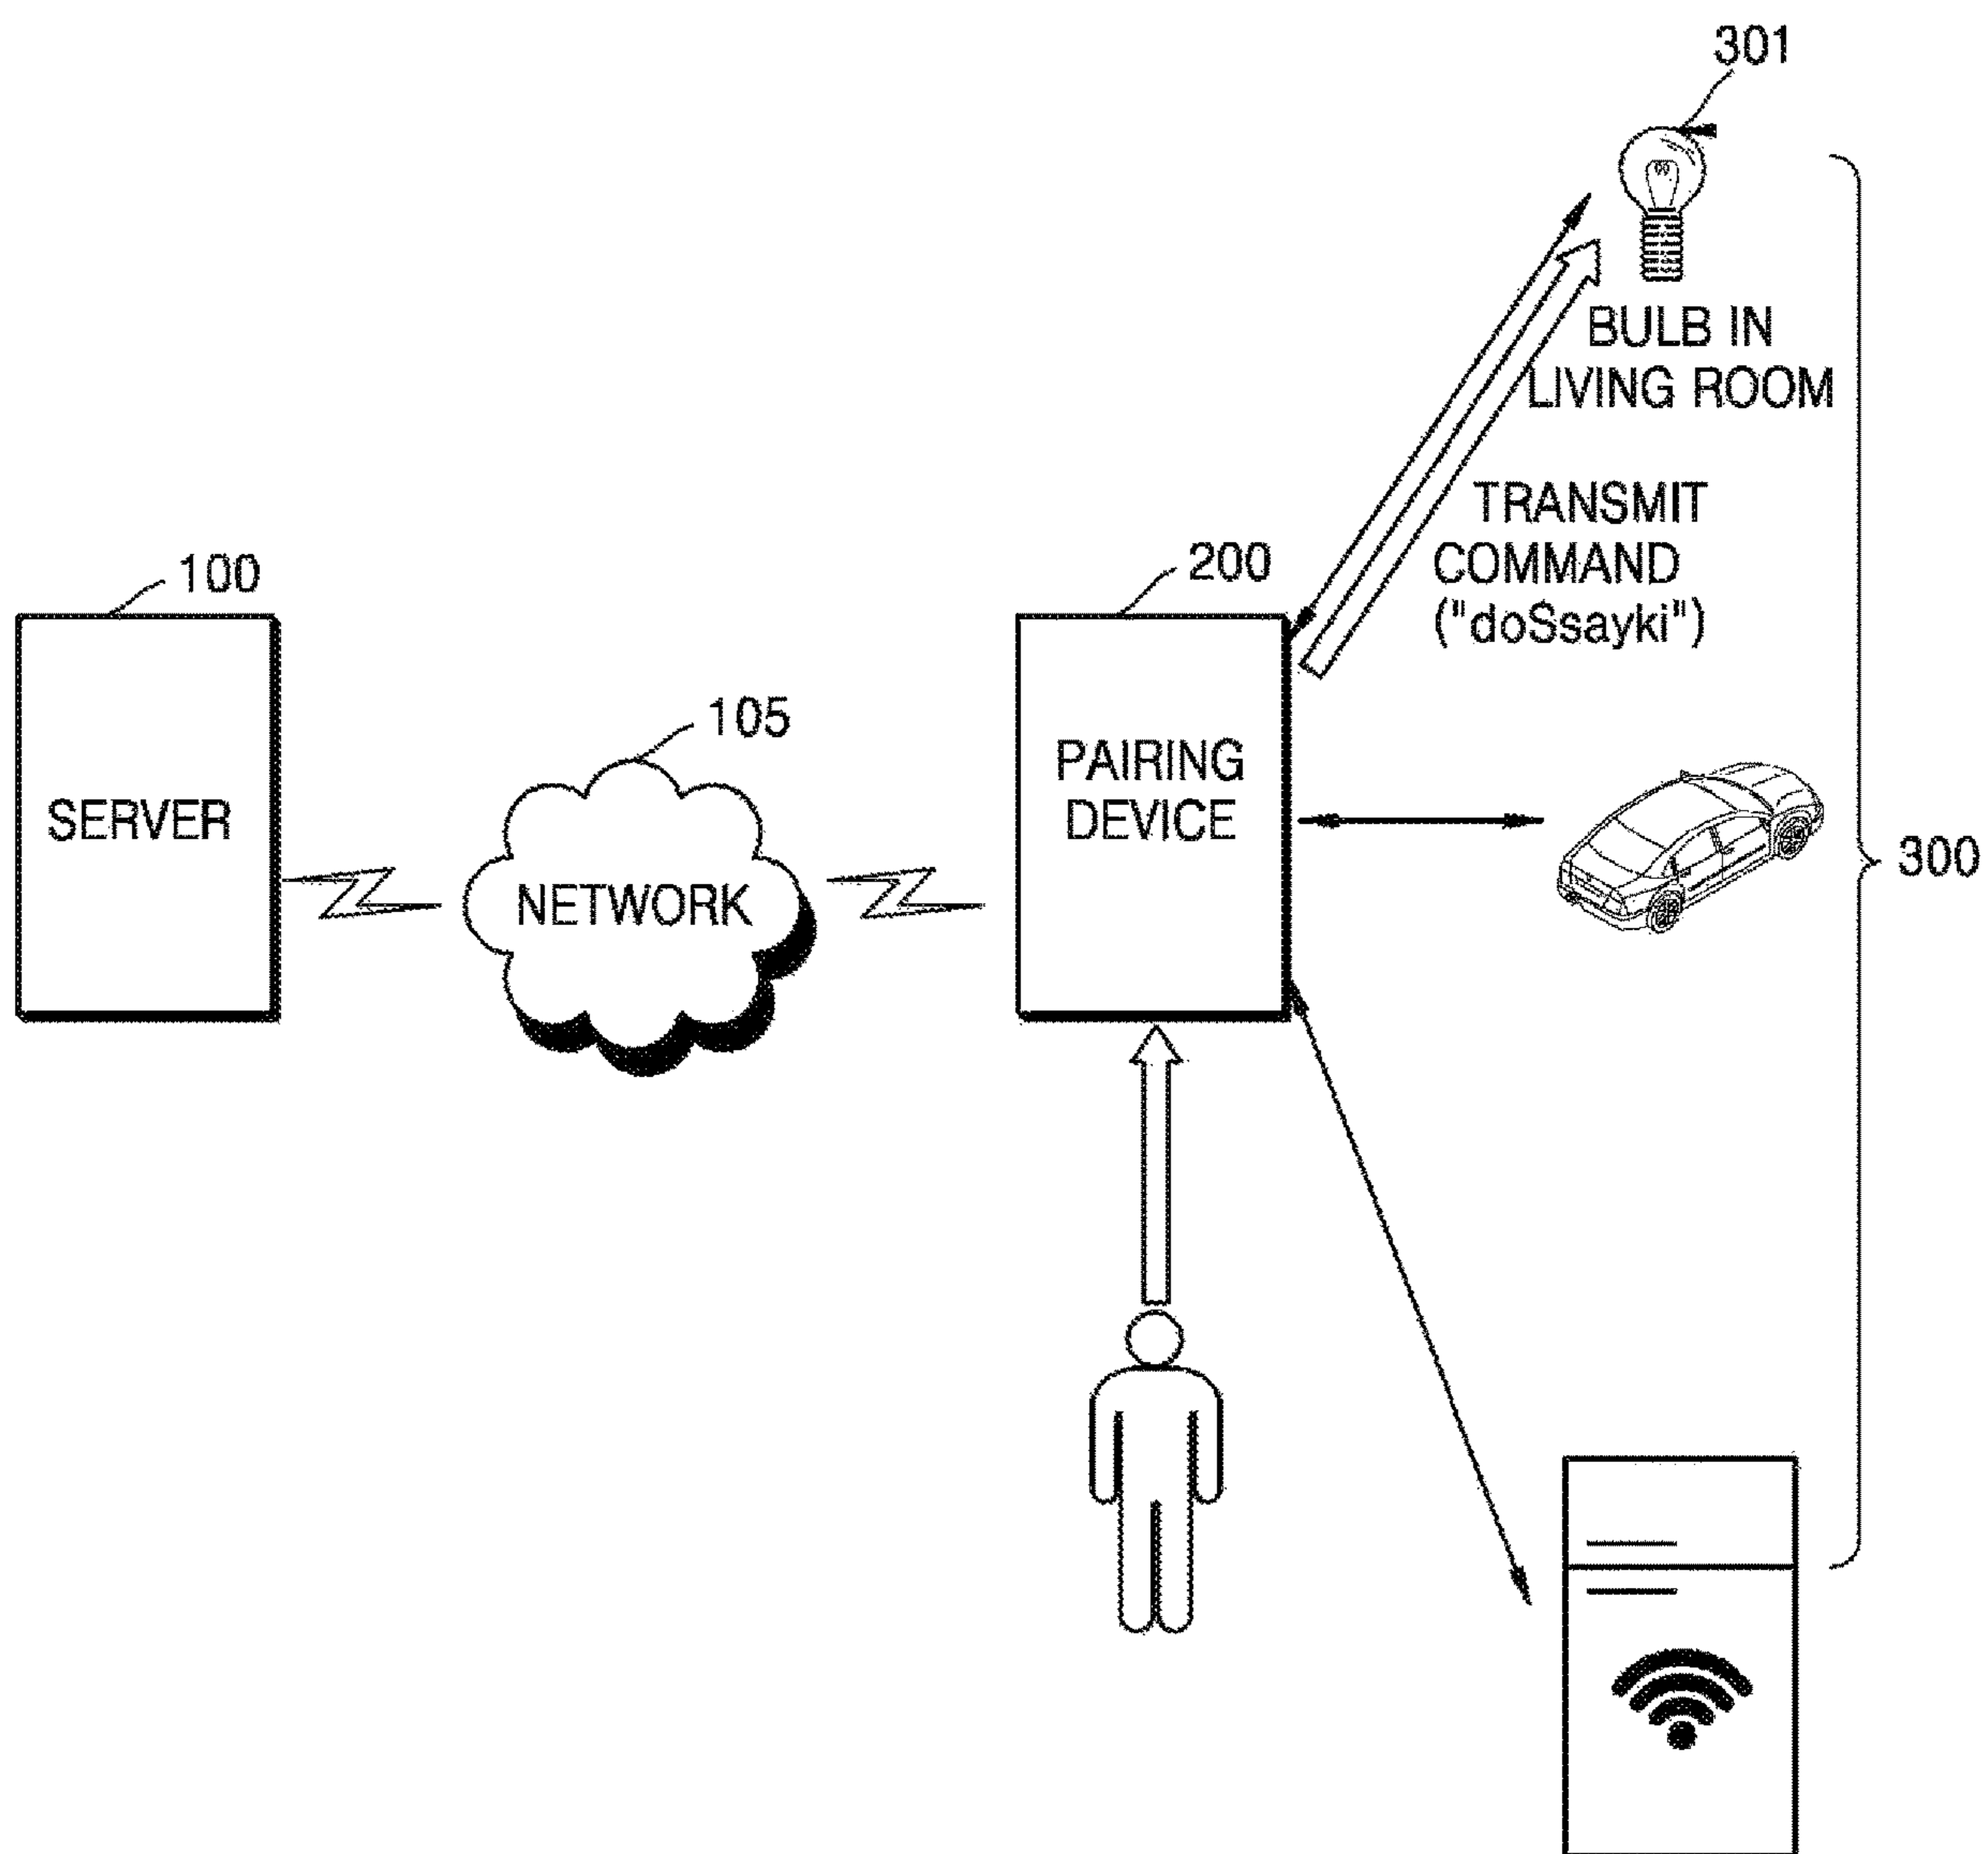 301
BULB IN
LIVING ROOM
TRANSMIT
COMMAND
("doSsayki")
100
200
105
SERVER
NETWORK
PAIRING
DEVICE
300